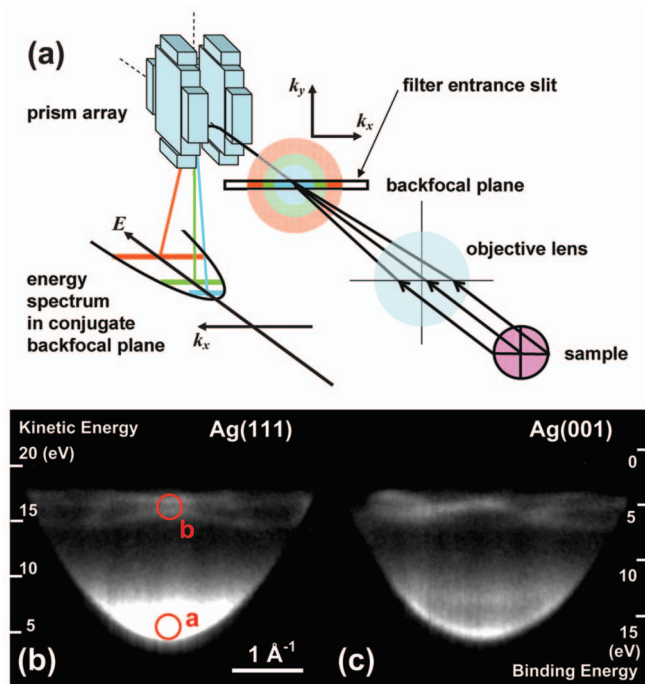 (a)
prism array
k_y
k_x
filter entrance slit
backfocal plane
E
objective lens
energy
spectrum
in conjugate
backfocal plane
k_x
sample
Kinetic Energy
Ag(111)
20 (eV)
15
10
5
b
a
(b)
1 Å⁻¹
Ag(001)
0
5
10
15
(eV)
(c)
Binding Energy